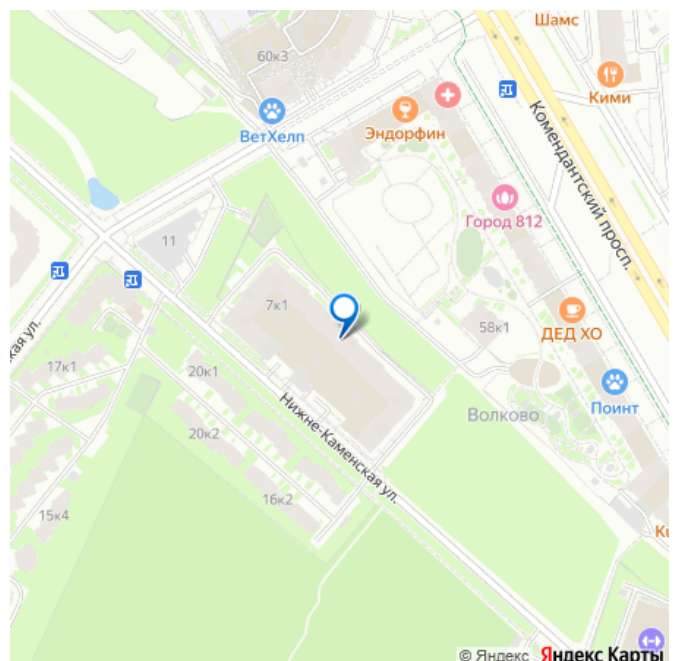 Шамс
60к3
Кими
ВетХелп
Эндорфин
Комендантский просп.
Город 812
11
7к1
58к1
ДЕД ХО
ская ул.
17к1
20к1
Поинт
Нижне-Каменская ул.
Волково
20к2
16к2
15к4
Ки
© Яндекс Яндекс Карты